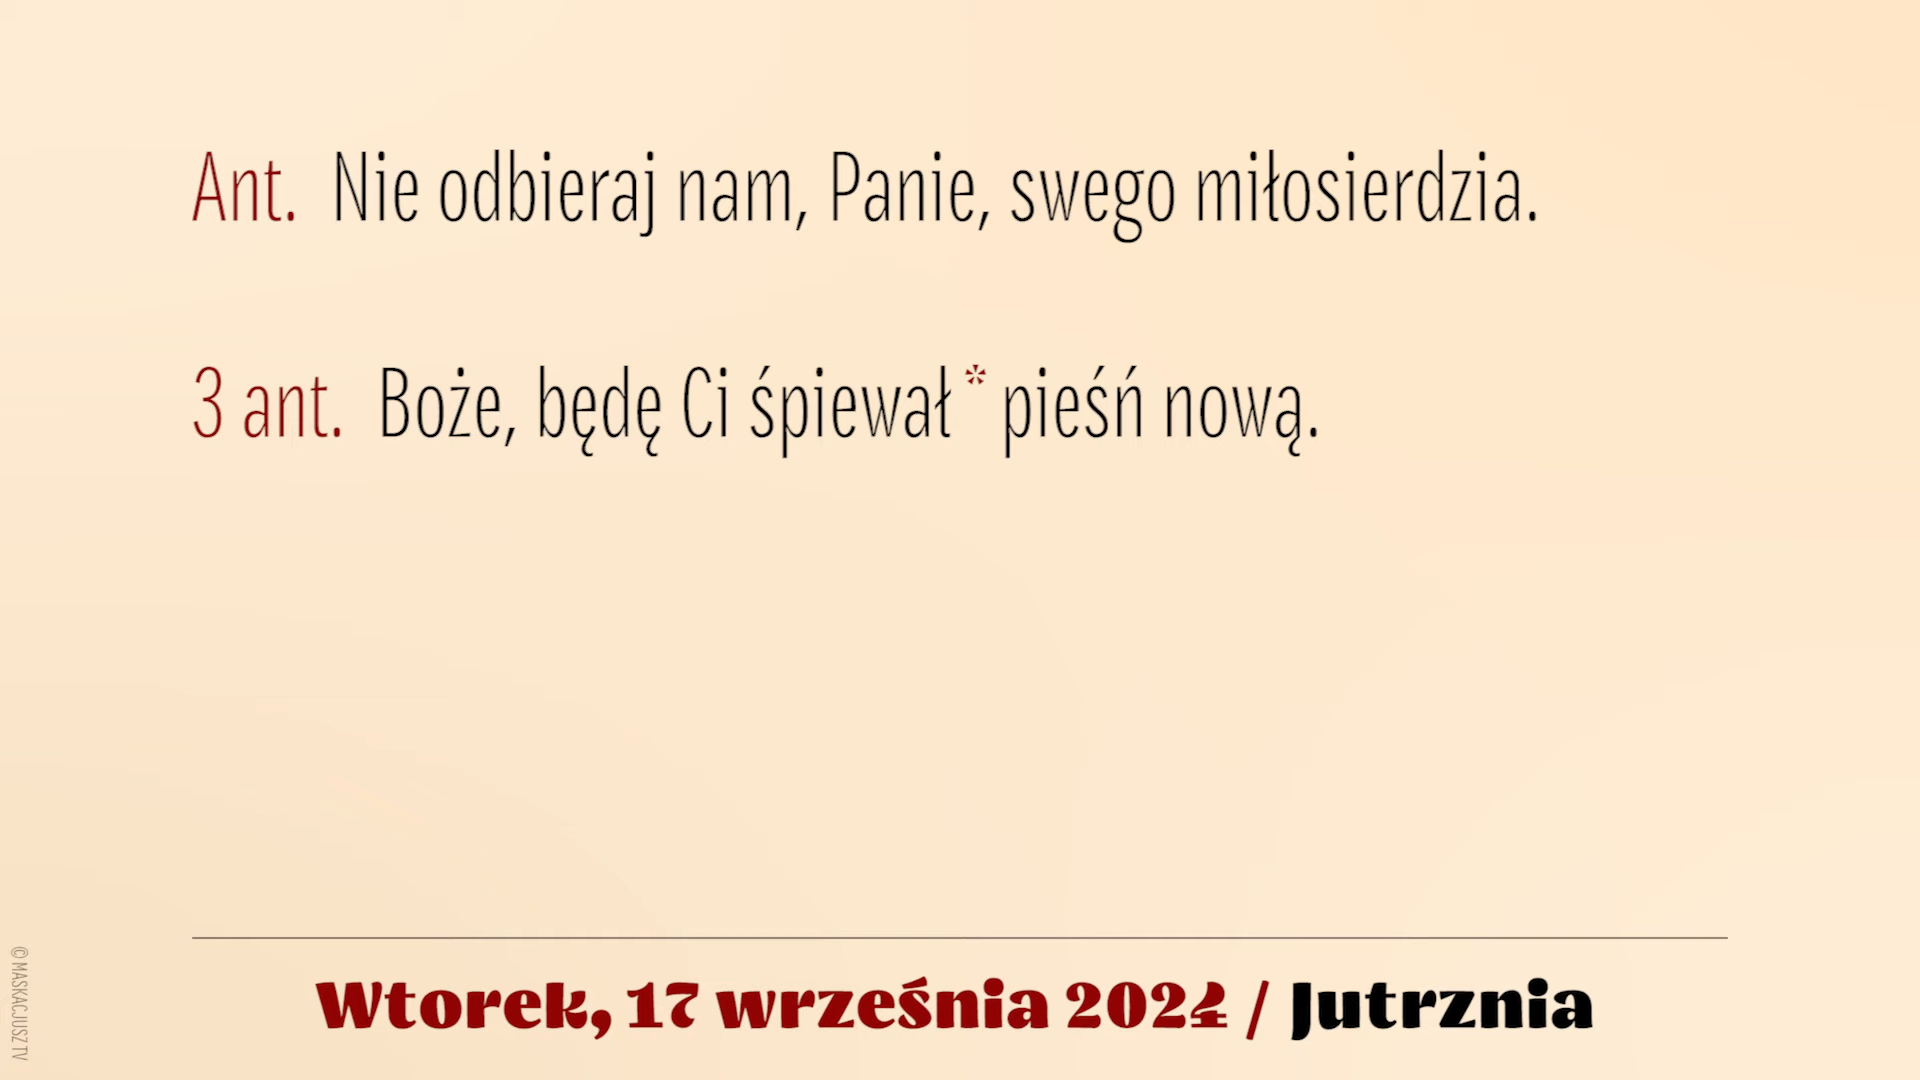 Ant. Nie odbieraj nam, Panie, swego miłosierdzia.
3 ant. Boże, będę Ci śpiewał * pieśń nową.
Wtorek, 17 września 2024 / Jutrznia
© MASKACJUSZ TV